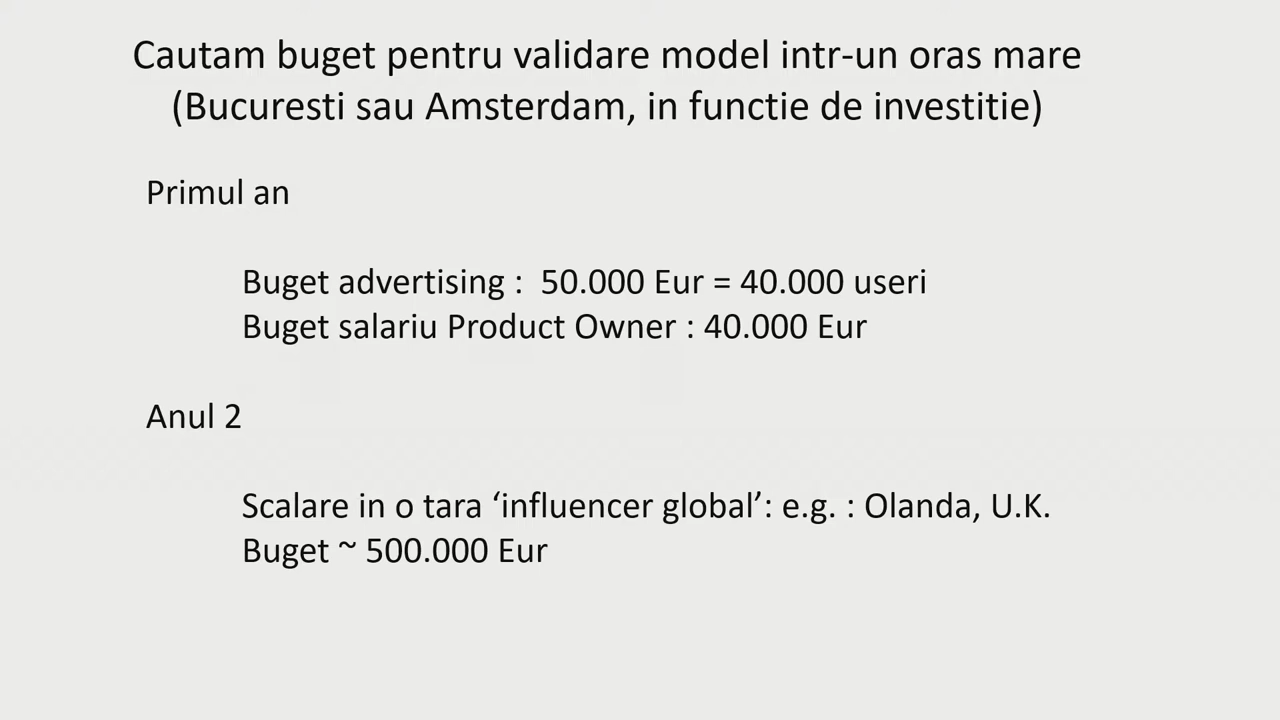 Cautam buget pentru validare model intr-un oras mare
(Bucuresti sau Amsterdam, in functie de investitie)
Primul an
Buget advertising :  50.000 Eur = 40.000 useri
Buget salariu Product Owner : 40.000 Eur
Anul 2
Scalare in o tara ‘influencer global’: e.g. : Olanda, U.K.
Buget ~ 500.000 Eur